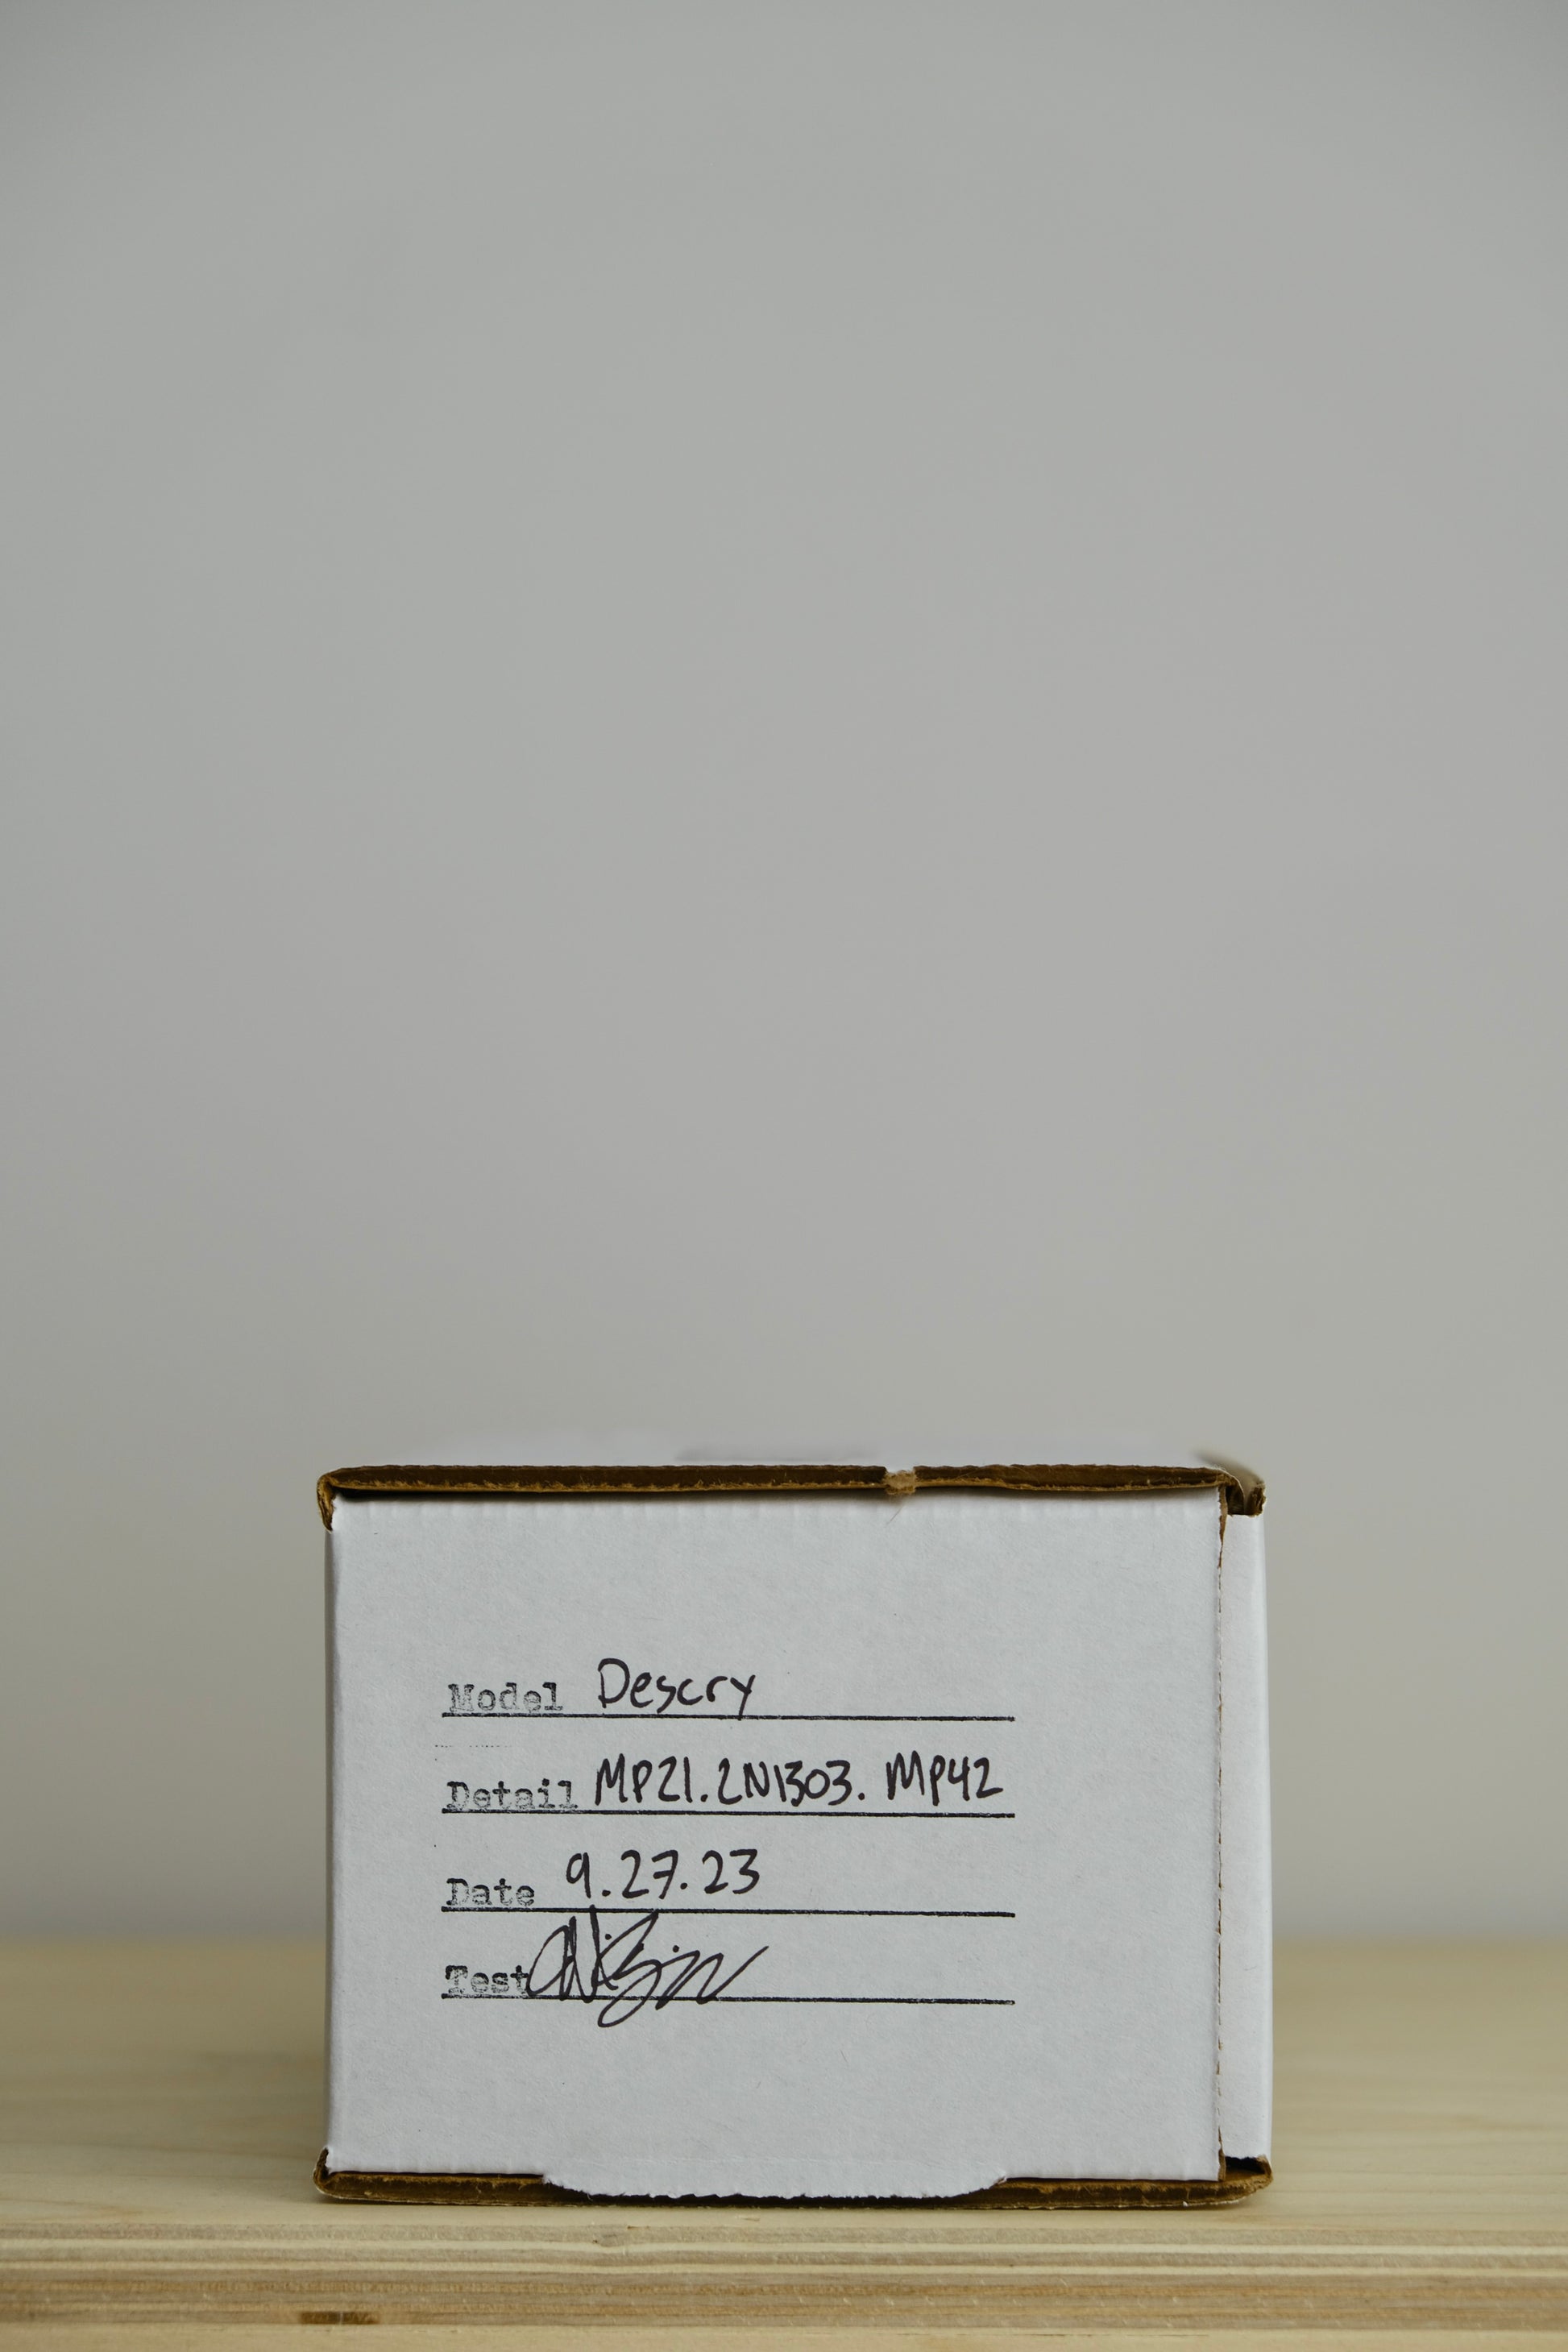 Model Descry
Detail MP21.2N1303. MP42
Date 9.27.23
Test